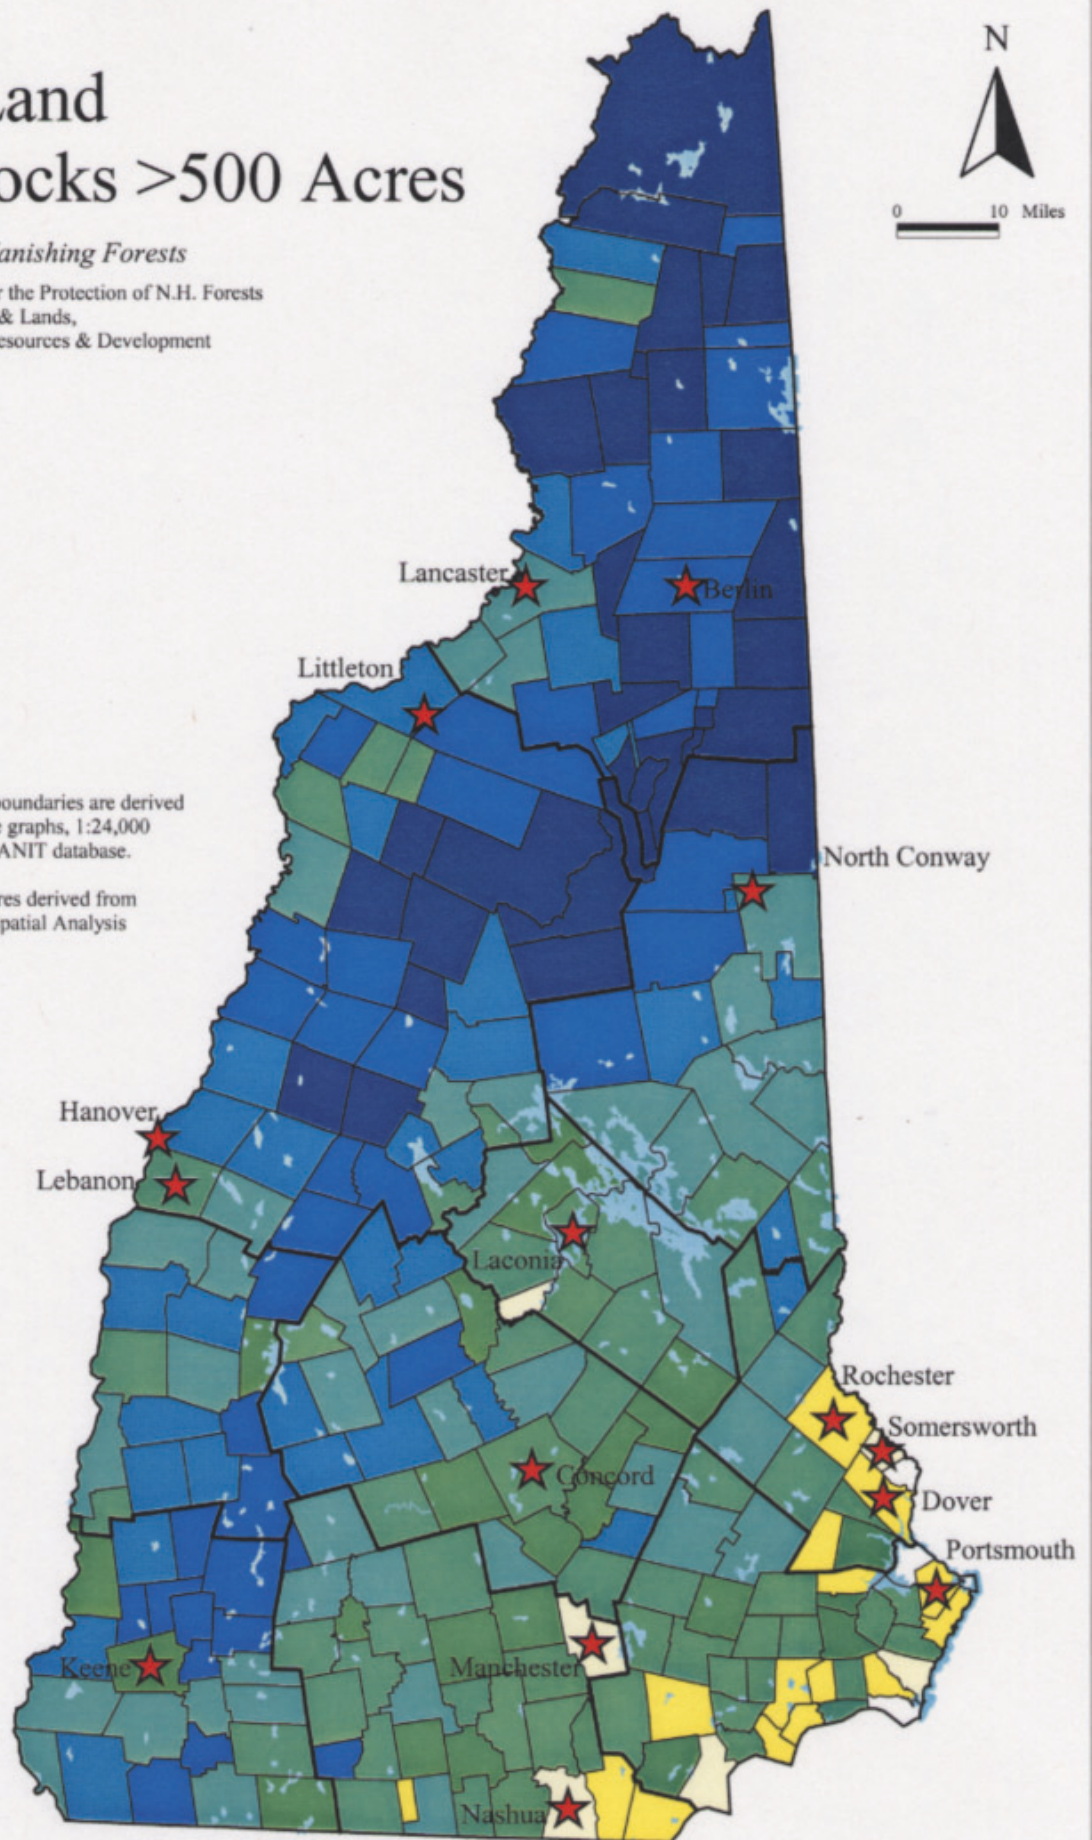 Land
ocks >500 Acres
anishing Forests
r the Protection of N.H. Forests
& Lands,
esources & Development
N
0 10 Miles
Lancaster
Berlin
Littleton
oundaries are derived
e graphs, 1:24,000
ANIT database.
res derived from
patial Analysis
North Conway
Hanover
Lebanon
Laconia
Rochester
Somersworth
Concord
Dover
Portsmouth
Keene
Manchester
Nashua